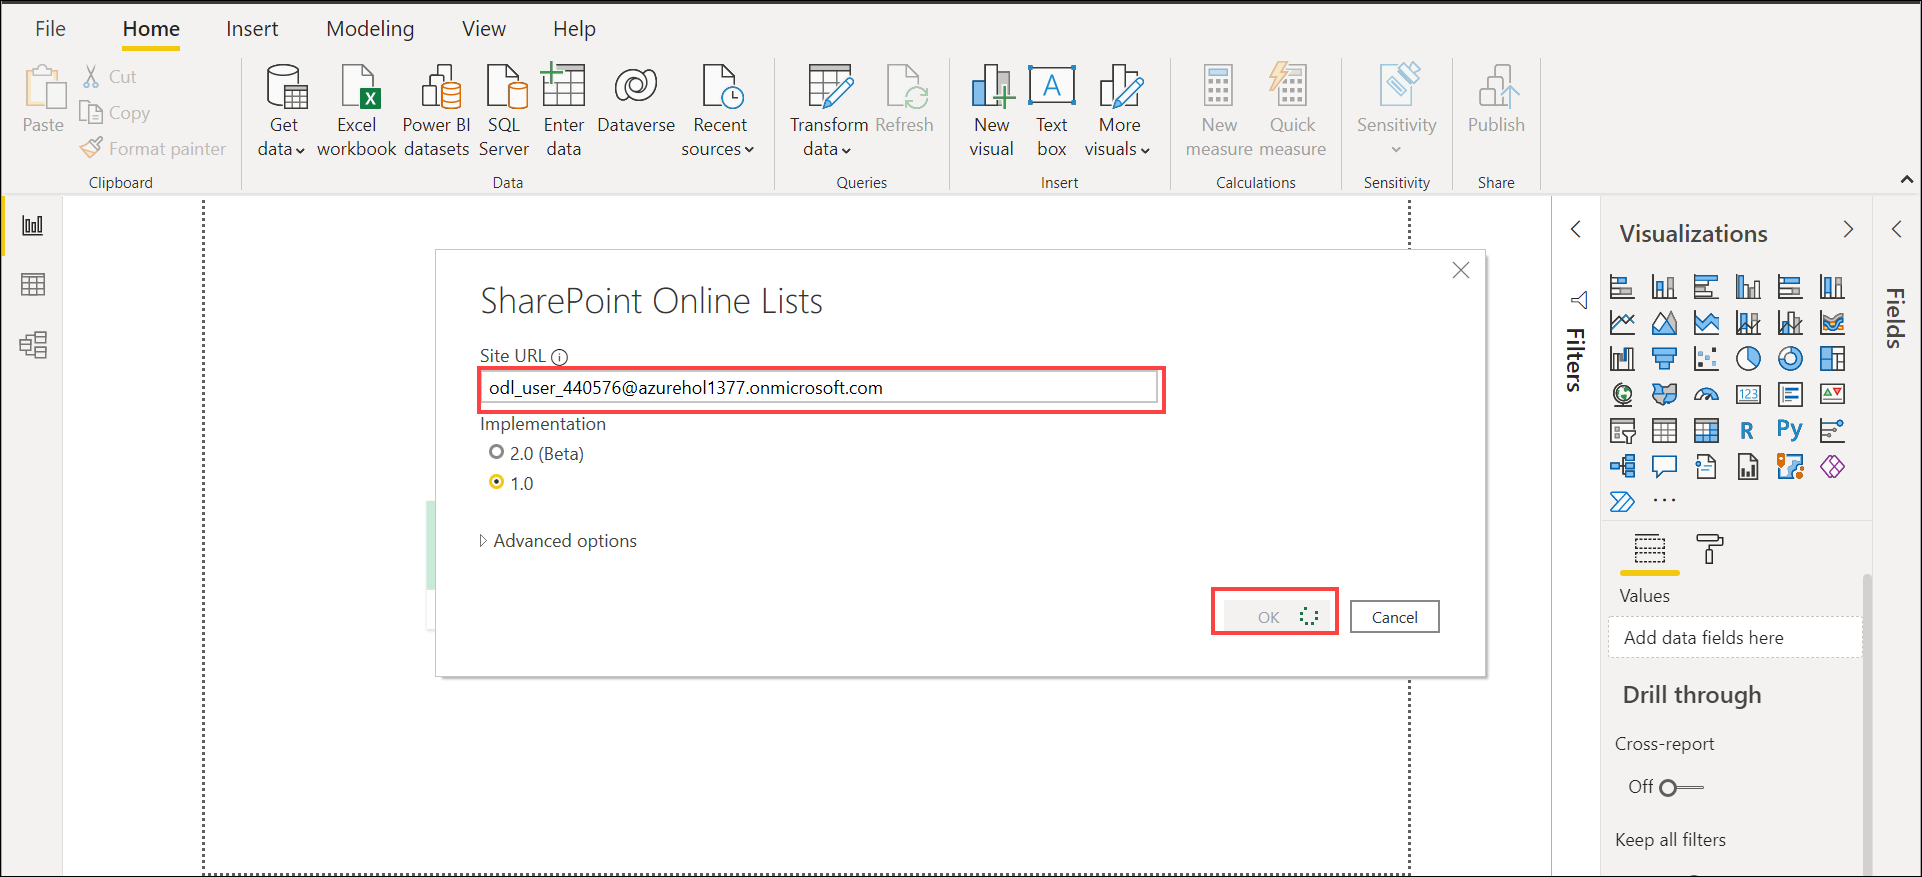 File Home Insert Modeling View Help
Paste
Cut
Copy
Format painter
Clipboard
Get data
Excel workbook
Power BI datasets
SQL Server
Enter data
Dataverse
Recent sources
Data
Transform data
Refresh
Queries
New visual
A
Text box
More visuals
Insert
New measure
Quick measure
Calculations
Sensitivity
Sensitivity
Publish
Share
SharePoint Online Lists
Site URL
odl_user_440576@azurehol1377.onmicrosoft.com
Implementation
2.0 (Beta)
1.0
Advanced options
OK
Cancel
Filters
Visualizations
123
R Py
...
Values
Add data fields here
Drill through
Cross-report
Off
Keep all filters
Fields